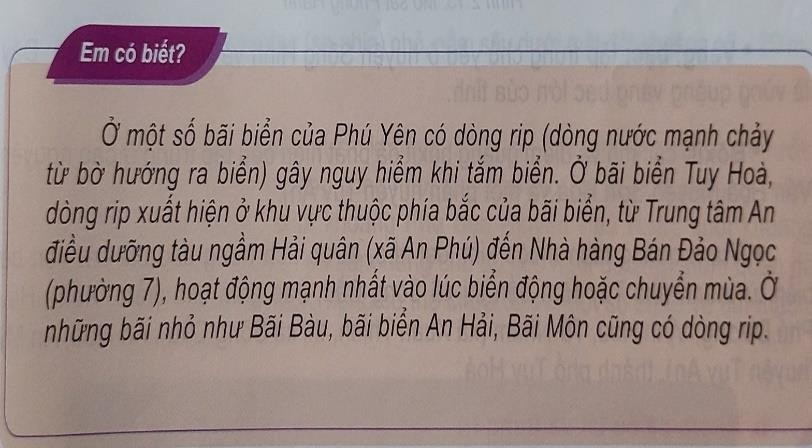 Em có biết?
Ở một số bãi biển của Phú Yên có dòng rip (dòng nước mạnh chảy
từ bờ hướng ra biển) gây nguy hiểm khi tắm biển. Ở bãi biển Tuy Hoà,
dòng rip xuất hiện ở khu vực thuộc phía bắc của bãi biển, từ Trung tâm An
điều dưỡng tàu ngầm Hải quân (xã An Phú) đến Nhà hàng Bán Đảo Ngọc
(phường 7), hoạt động mạnh nhất vào lúc biển động hoặc chuyển mùa. Ở
những bãi nhỏ như Bãi Bàu, bãi biển An Hải, Bãi Môn cũng có dòng rip.